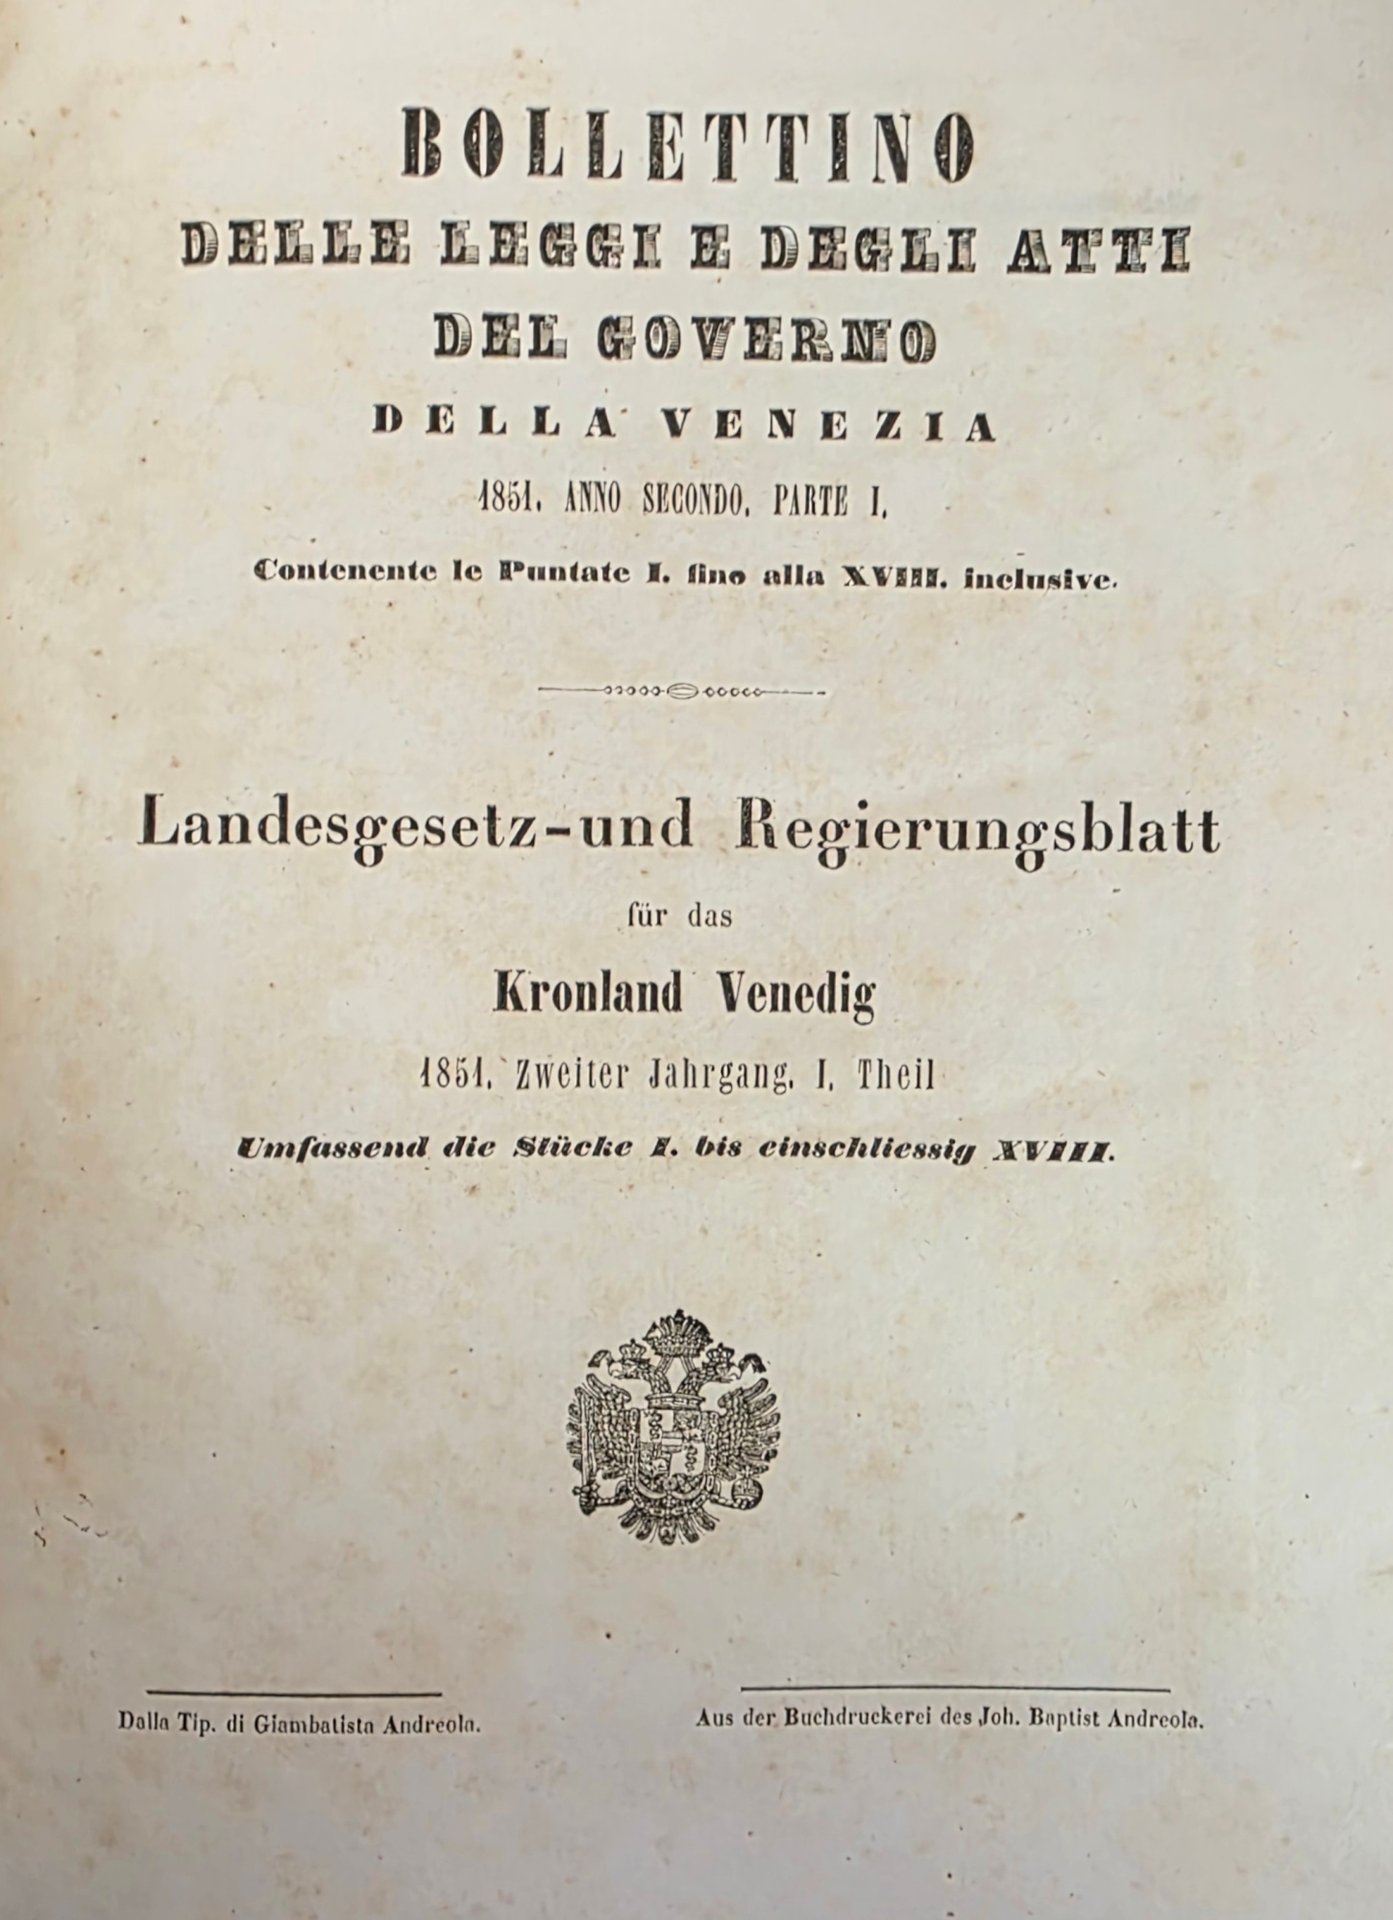 BOLLETTINO
DELLE LEGGI E DEGLI ATTI
DEL GOVERNO
DELLA VENEZIA
1851. ANNO SECONDO. PARTE I.
Contenente le Puntate I. fino alla XVIII. inclusive.
Landesgesetz-und Regierungsblatt
für das
Kronland Venedig
1851. Zweiter Jahrgang. I. Theil
Umfassend die Stücke I. bis einschliessig XVIII.
Dalla Tip. di Giambatista Andreola.
Aus der Buchdruckerei des Joh. Baptist Andreola.